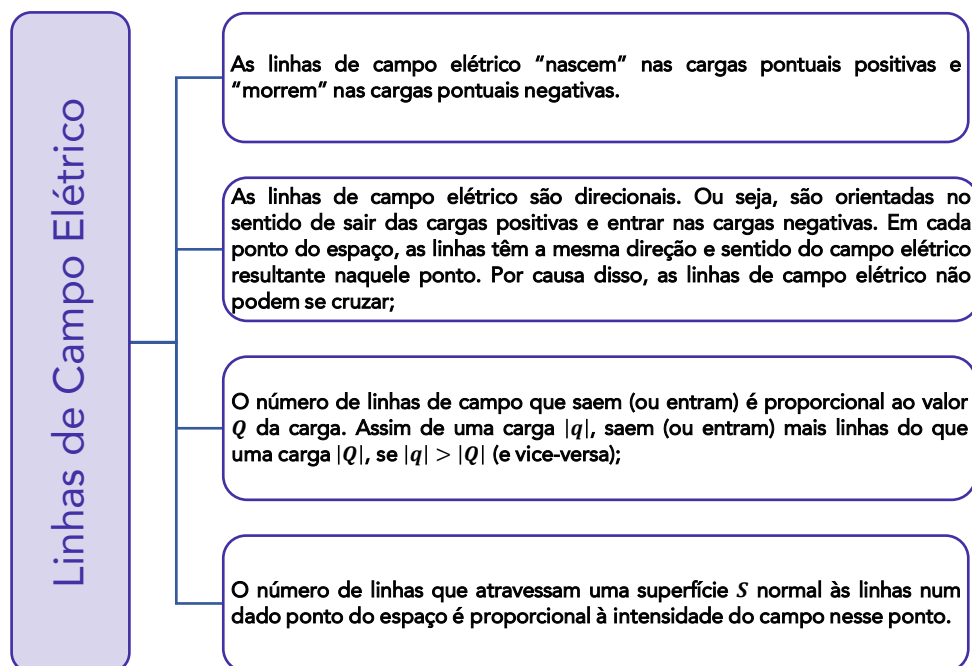 Linhas de Campo Elétrico
As linhas de campo elétrico “nascem” nas cargas pontuais positivas e
“morrem” nas cargas pontuais negativas.
As linhas de campo elétrico são direcionais. Ou seja, são orientadas no
sentido de sair das cargas positivas e entrar nas cargas negativas. Em cada
ponto do espaço, as linhas têm a mesma direção e sentido do campo elétrico
resultante naquele ponto. Por causa disso, as linhas de campo elétrico não
podem se cruzar;
O número de linhas de campo que saem (ou entram) é proporcional ao valor
Q da carga. Assim de uma carga |q|, saem (ou entram) mais linhas do que
uma carga |Q|, se |q| > |Q| (e vice-versa);
O número de linhas que atravessam uma superfície S normal às linhas num
dado ponto do espaço é proporcional à intensidade do campo nesse ponto.